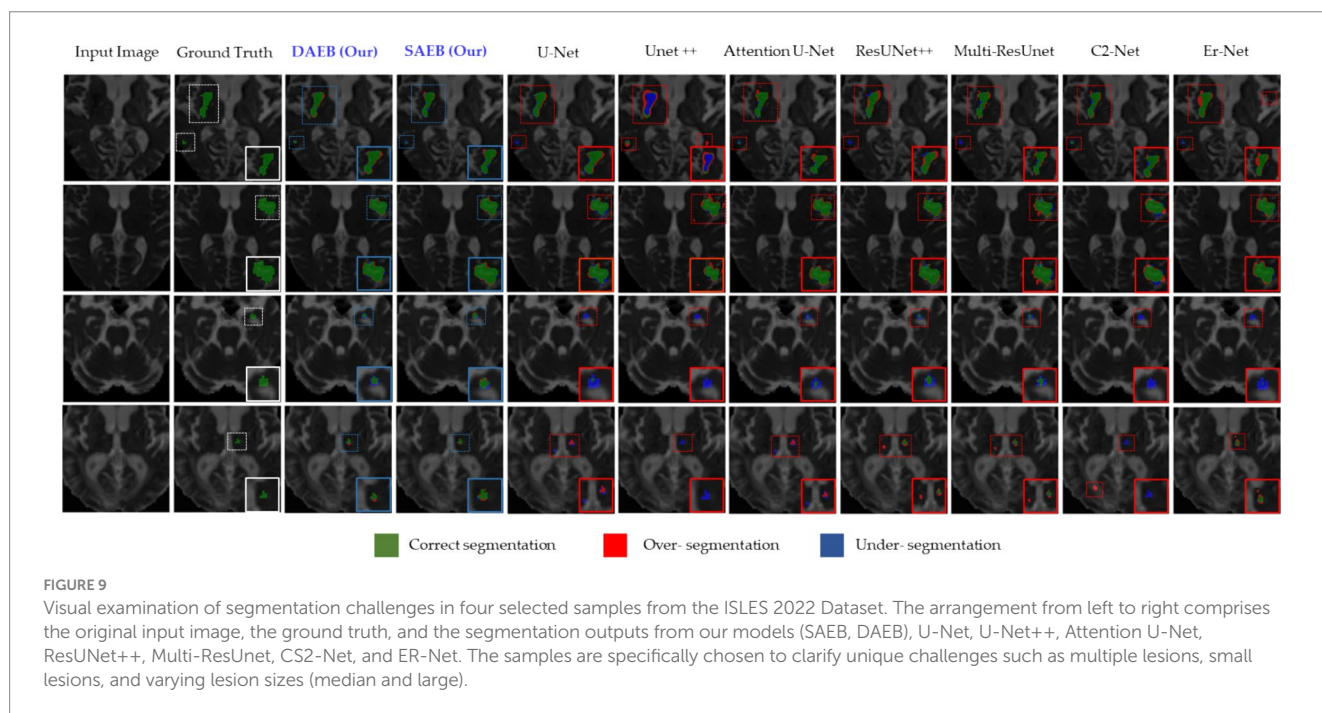 Input Image Ground Truth DAEB (Our) SAEB (Our) U-Net Unet ++ Attention U-Net ResUNet++ Multi-ResUnet C2-Net Er-Net
Correct segmentation Over- segmentation Under- segmentation
FIGURE 9
Visual examination of segmentation challenges in four selected samples from the ISLES 2022 Dataset. The arrangement from left to right comprises
the original input image, the ground truth, and the segmentation outputs from our models (SAEB, DAEB), U-Net, U-Net++, Attention U-Net,
ResUNet++, Multi-ResUnet, CS2-Net, and ER-Net. The samples are specifically chosen to clarify unique challenges such as multiple lesions, small
lesions, and varying lesion sizes (median and large).